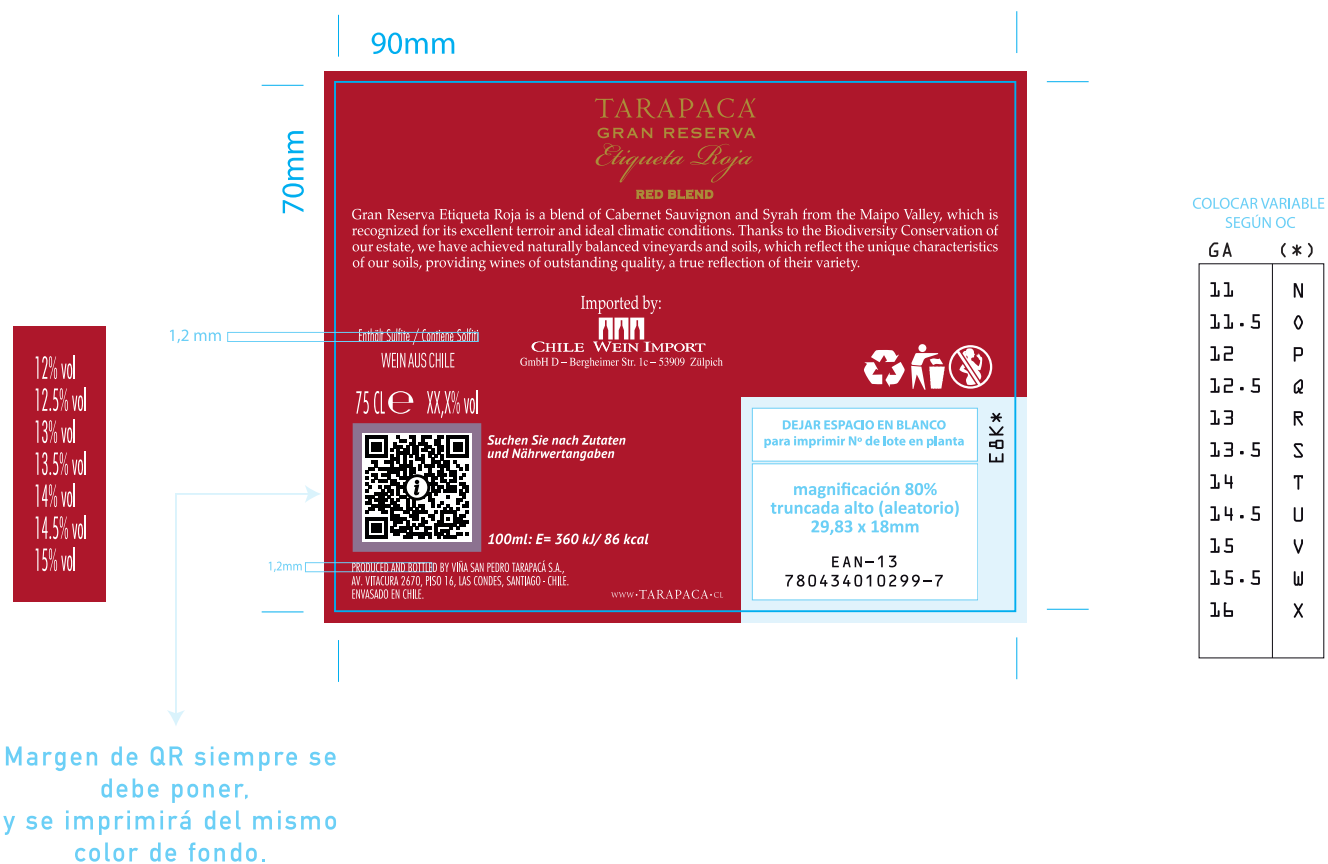 90mm
70mm
TARAPACÁ
GRAN RESERVA
Etiqueta Roja
RED BLEND
Gran Reserva Etiqueta Roja is a blend of Cabernet Sauvignon and Syrah from the Maipo Valley, which is
recognized for its excellent terroir and ideal climatic conditions. Thanks to the Biodiversity Conservation of
our estate, we have achieved naturally balanced vineyards and soils, which reflect the unique characteristics
of our soils, providing wines of outstanding quality, a true reflection of their variety.
1,2 mm
Enthält Sulfite / Contiene Solfiti
WEIN AUS CHILE
Imported by:
CHILE WEIN IMPORT
GmbH D – Bergheimer Str. 1c – 53909 Zülpich
75 CL e XX,X% vol
Suchen Sie nach Zutaten
und Nährwertangaben
i
100ml: E= 360 kJ/ 86 kcal
1,2mm
PRODUCED AND BOTTLED BY VIÑA SAN PEDRO TARAPACÁ S.A.,
AV. VITACURA 2670, PISO 16, LAS CONDES, SANTIAGO - CHILE.
ENVASADO EN CHILE.
WWW·TARAPACA·CL
DEJAR ESPACIO EN BLANCO
para imprimir Nº de lote en planta
magnificación 80%
truncada alto (aleatorio)
29,83 x 18mm
EAN-13
780434010299-7
E8K*
12% vol
12.5% vol
13% vol
13.5% vol
14% vol
14.5% vol
15% vol
COLOCAR VARIABLE
SEGÚN OC
GA (*)
11 N
11.5 O
12 P
12.5 Q
13 R
13.5 S
14 T
14.5 U
15 V
15.5 W
16 X
Margen de QR siempre se
debe poner,
y se imprimirá del mismo
color de fondo.